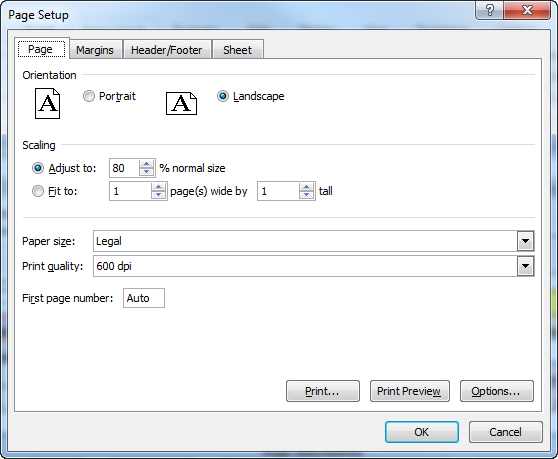 Page Setup
Page Margins Header/Footer Sheet
Orientation
A Portrait A Landscape
Scaling
Adjust to: 80 % normal size
Fit to: 1 page(s) wide by 1 tall
Paper size: Legal
Print quality: 600 dpi
First page number: Auto
Print... Print Preview Options...
OK Cancel